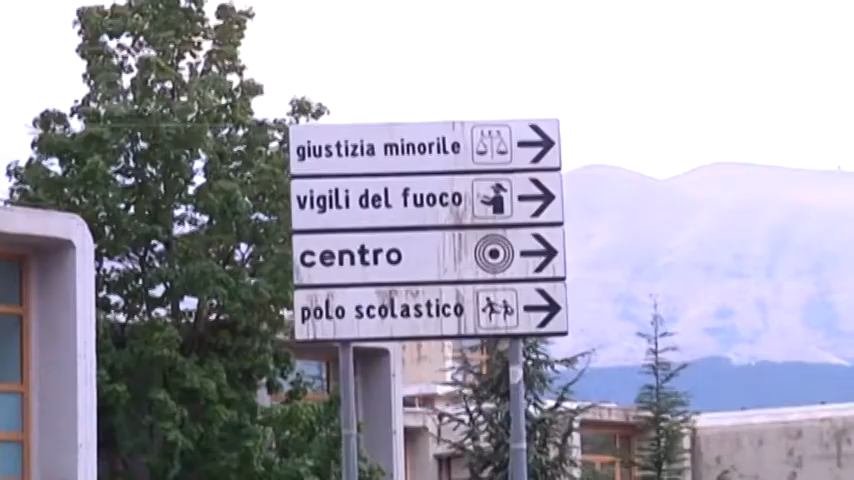 giustizia minorile
vigili del fuoco
centro
polo scolastico